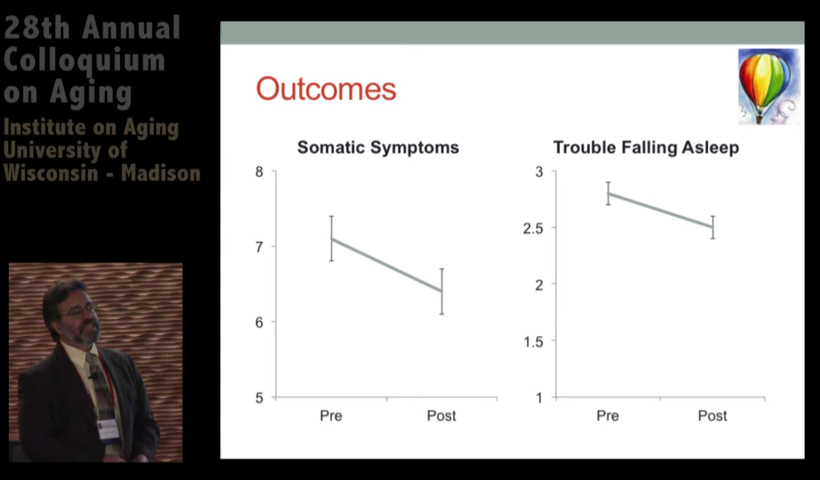 28th Annual
Colloquium
on Aging
Institute on Aging
University of
Wisconsin - Madison
Outcomes
Somatic Symptoms
8
7
6
5
Pre
Post
Trouble Falling Asleep
3
2.5
2
1.5
1
Pre
Post